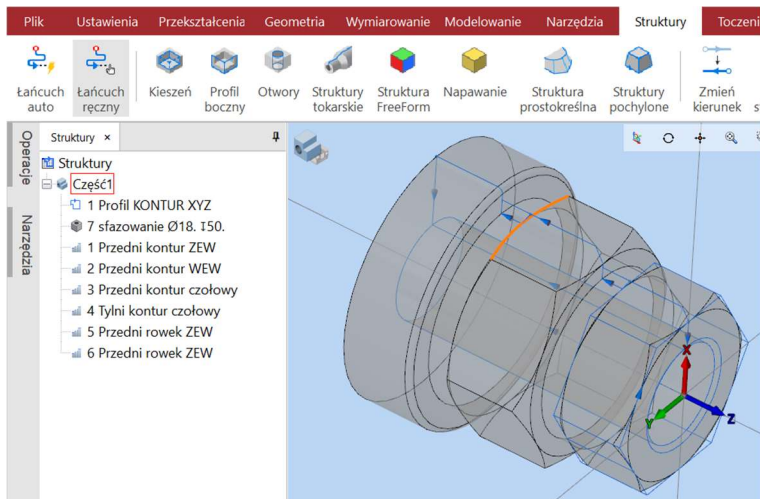 Plik Ustawienia Przekształcenia Geometria Wymiarowanie Modelowanie Narzędzia Struktury Toczeni
Łańcuch auto
Łańcuch ręczny
Kieszeń
Profil boczny
Otwory
Struktury tokarskie
Struktura FreeForm
Napawanie
Struktura prostokreślna
Struktury pochylone
Zmień kierunek
Operacje
Narzędzia
Struktury ×
Struktury
Część1
1 Profil KONTUR XYZ
7 sfazowanie Ø18. ↧50.
1 Przedni kontur ZEW
2 Przedni kontur WEW
3 Przedni kontur czołowy
4 Tylni kontur czołowy
5 Przedni rowek ZEW
6 Przedni rowek ZEW
X
Y
Z